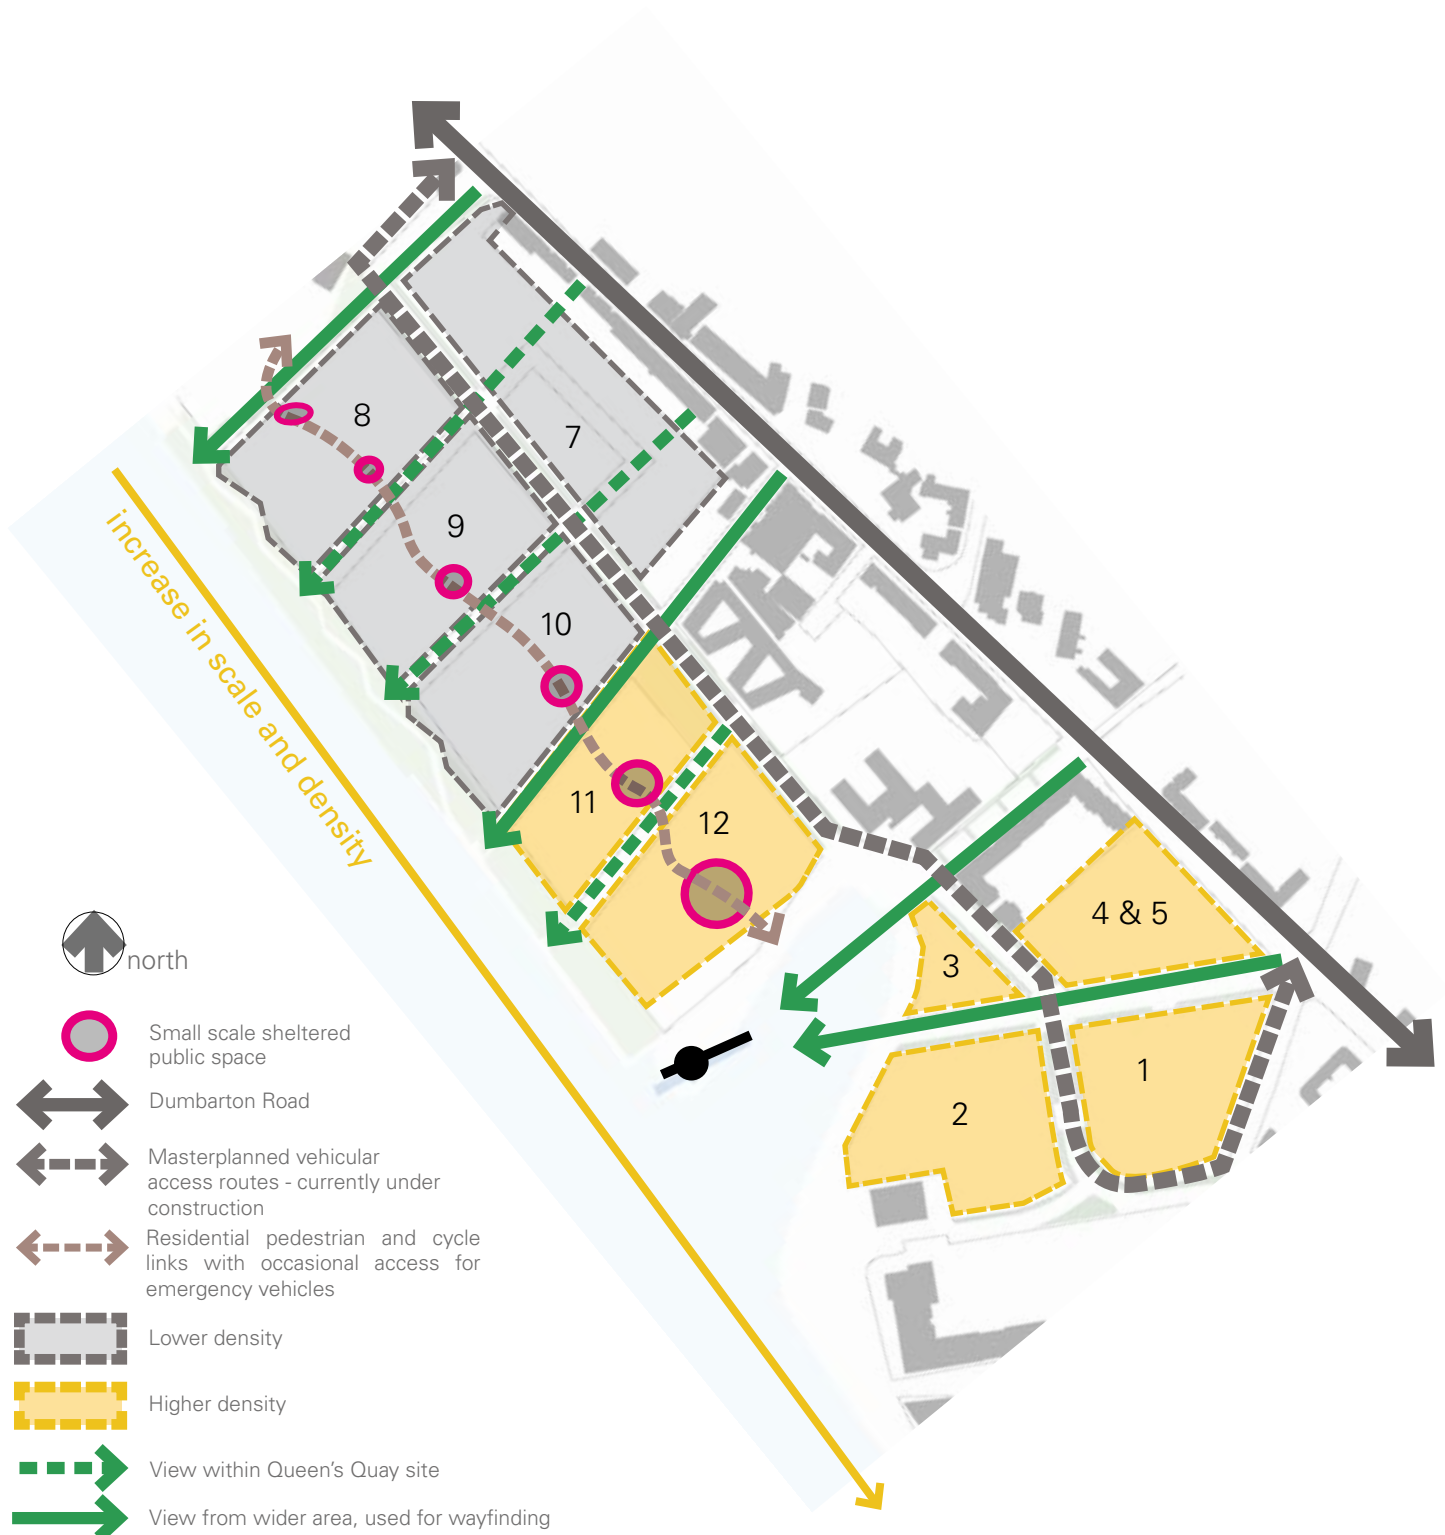 8
7
9
10
11
12
4 & 5
3
1
2
increase in scale and density
north
Small scale sheltered
public space
Dumbarton Road
Masterplanned vehicular
access routes - currently under
construction
Residential pedestrian and cycle
links with occasional access for
emergency vehicles
Lower density
Higher density
View within Queen's Quay site
View from wider area, used for wayfinding